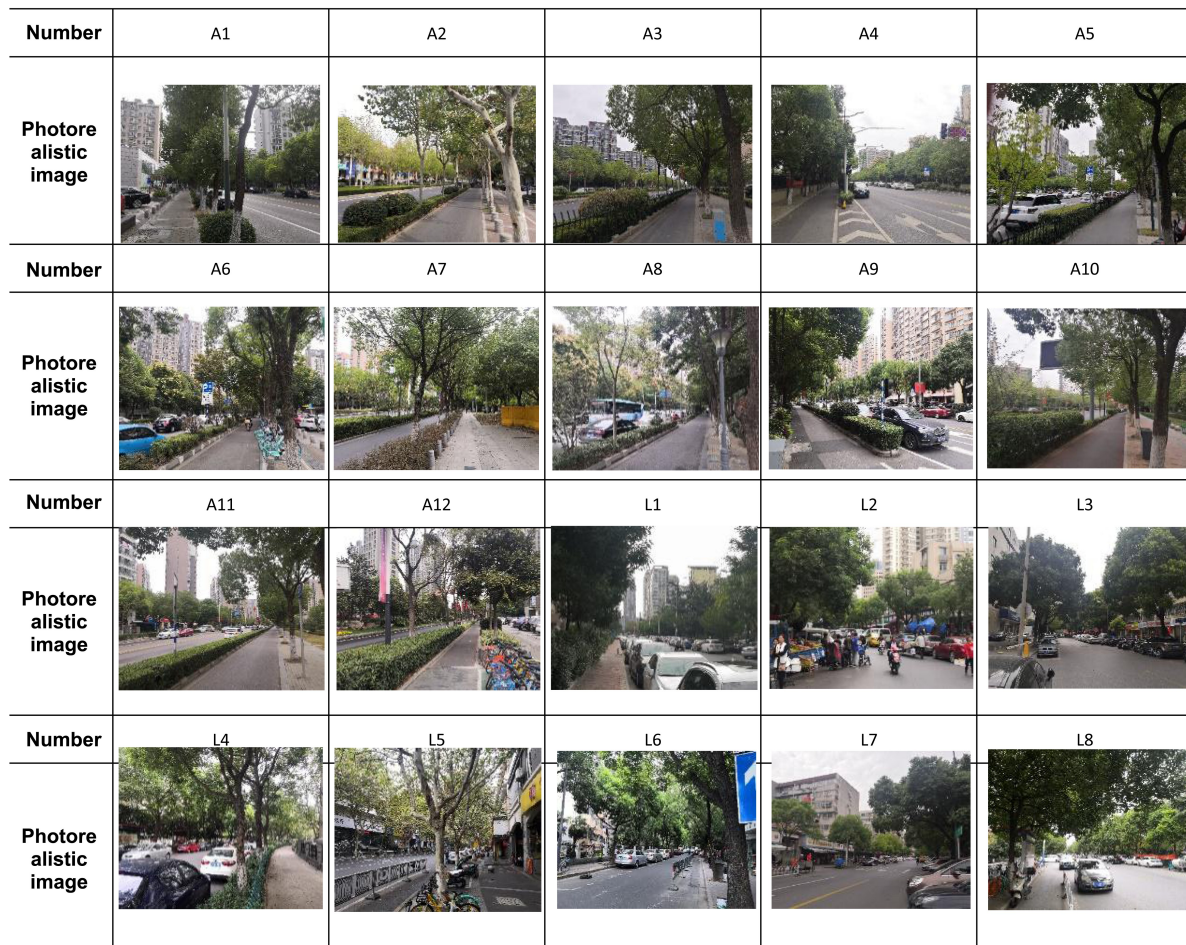 Number A1 A2 A3 A4 A5
Photore
alistic
image
Number A6 A7 A8 A9 A10
Photore
alistic
image
Number A11 A12 L1 L2 L3
Photore
alistic
image
Number L4 L5 L6 L7 L8
Photore
alistic
image